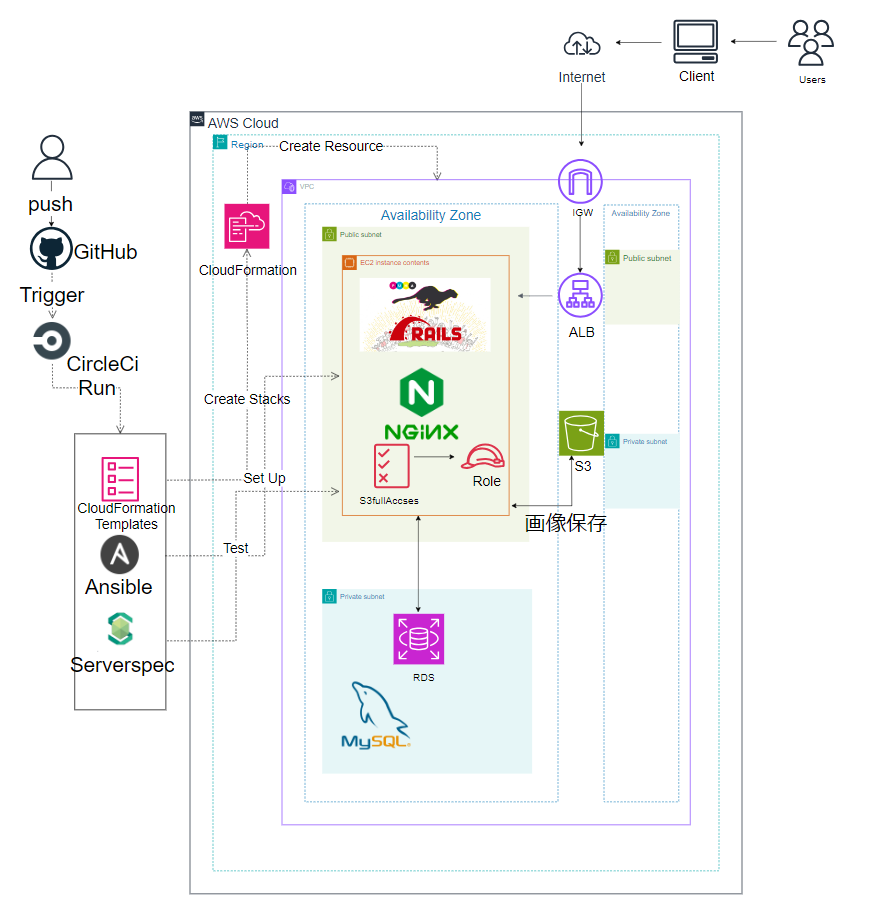 Internet
Client
Users
aws
AWS Cloud
Region
Create Resource
VPC
IGW
push
GitHub
Trigger
CircleCi
Run
CloudFormation
Availability Zone
Availability Zone
Public subnet
Public subnet
EC2 instance contents
PUMA
RAILS
ALB
Create Stacks
N
NGINX
S3
Private subnet
Role
S3fullAccses
画像保存
Set Up
Test
CloudFormation
Templates
A
Ansible
Serverspec
Private subnet
RDS
MySQL